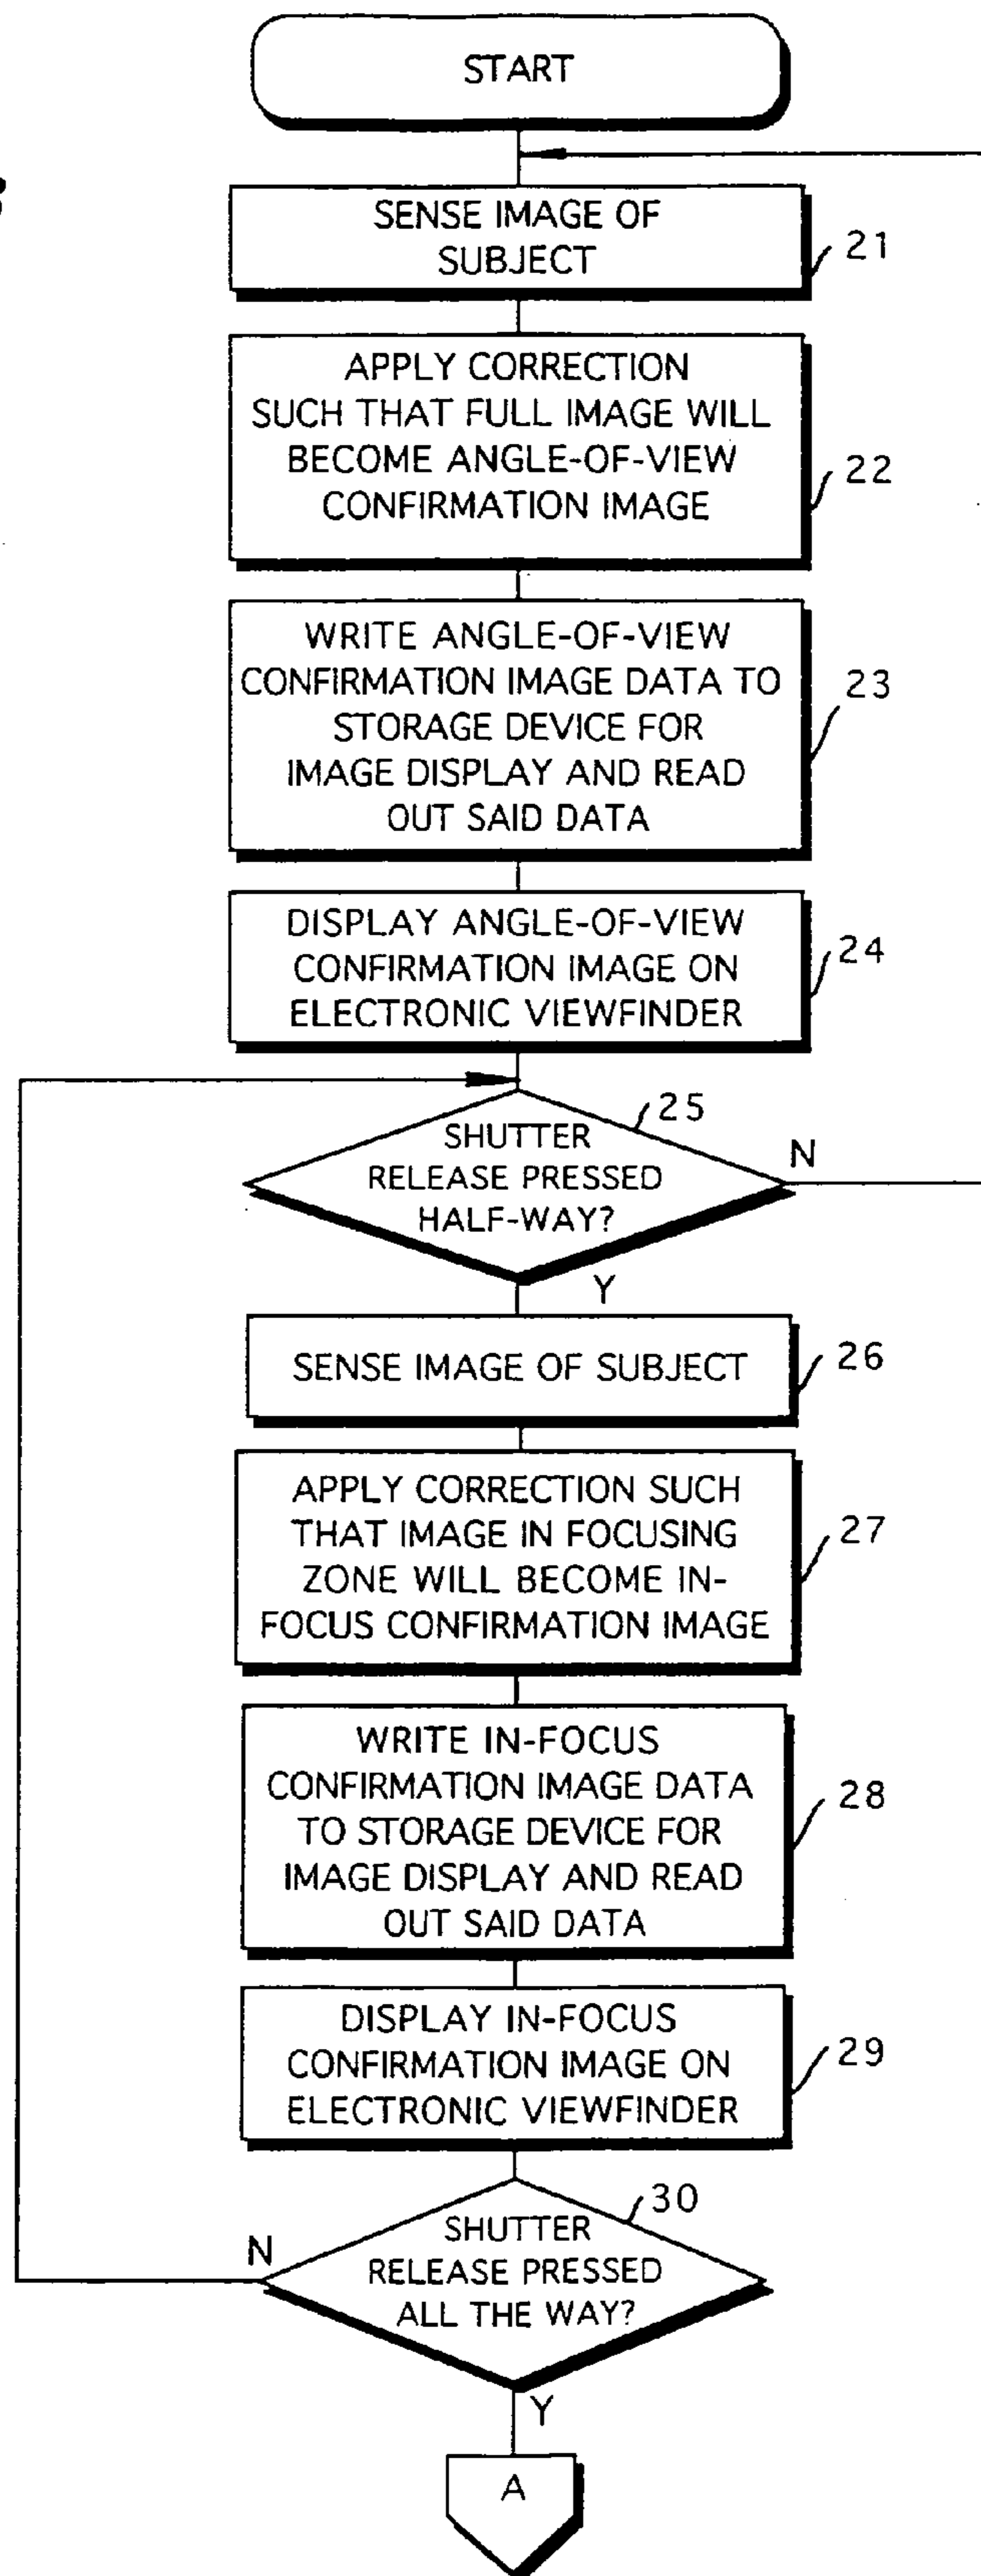 START
SENSE IMAGE OF
SUBJECT
21
APPLY CORRECTION
SUCH THAT FULL IMAGE WILL
BECOME ANGLE-OF-VIEW
CONFIRMATION IMAGE
22
WRITE ANGLE-OF-VIEW
CONFIRMATION IMAGE DATA TO
STORAGE DEVICE FOR
IMAGE DISPLAY AND READ
OUT SAID DATA
23
DISPLAY ANGLE-OF-VIEW
CONFIRMATION IMAGE ON
ELECTRONIC VIEWFINDER
24
25
SHUTTER
RELEASE PRESSED
HALF-WAY?
N
Y
SENSE IMAGE OF SUBJECT
26
APPLY CORRECTION SUCH
THAT IMAGE IN FOCUSING
ZONE WILL BECOME IN-
FOCUS CONFIRMATION IMAGE
27
WRITE IN-FOCUS
CONFIRMATION IMAGE DATA
TO STORAGE DEVICE FOR
IMAGE DISPLAY AND READ
OUT SAID DATA
28
DISPLAY IN-FOCUS
CONFIRMATION IMAGE ON
ELECTRONIC VIEWFINDER
29
30
SHUTTER
RELEASE PRESSED
ALL THE WAY?
N
Y
A